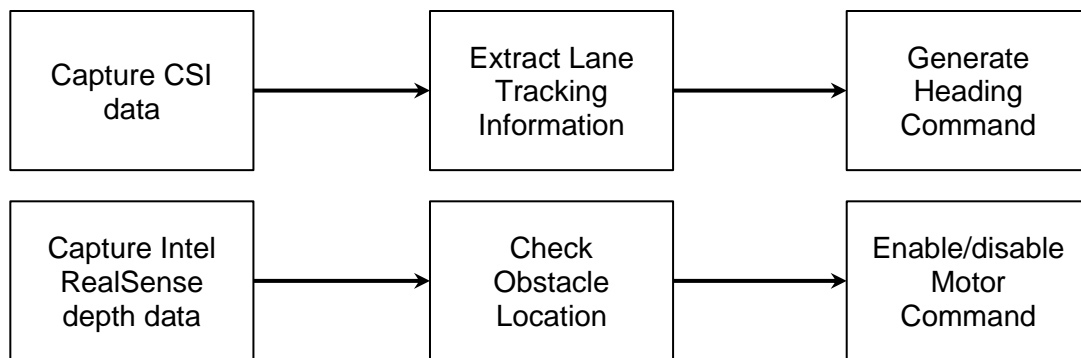 Capture CSI
data
Extract Lane
Tracking
Information
Generate
Heading
Command
Capture Intel
RealSense
depth data
Check
Obstacle
Location
Enable/disable
Motor
Command